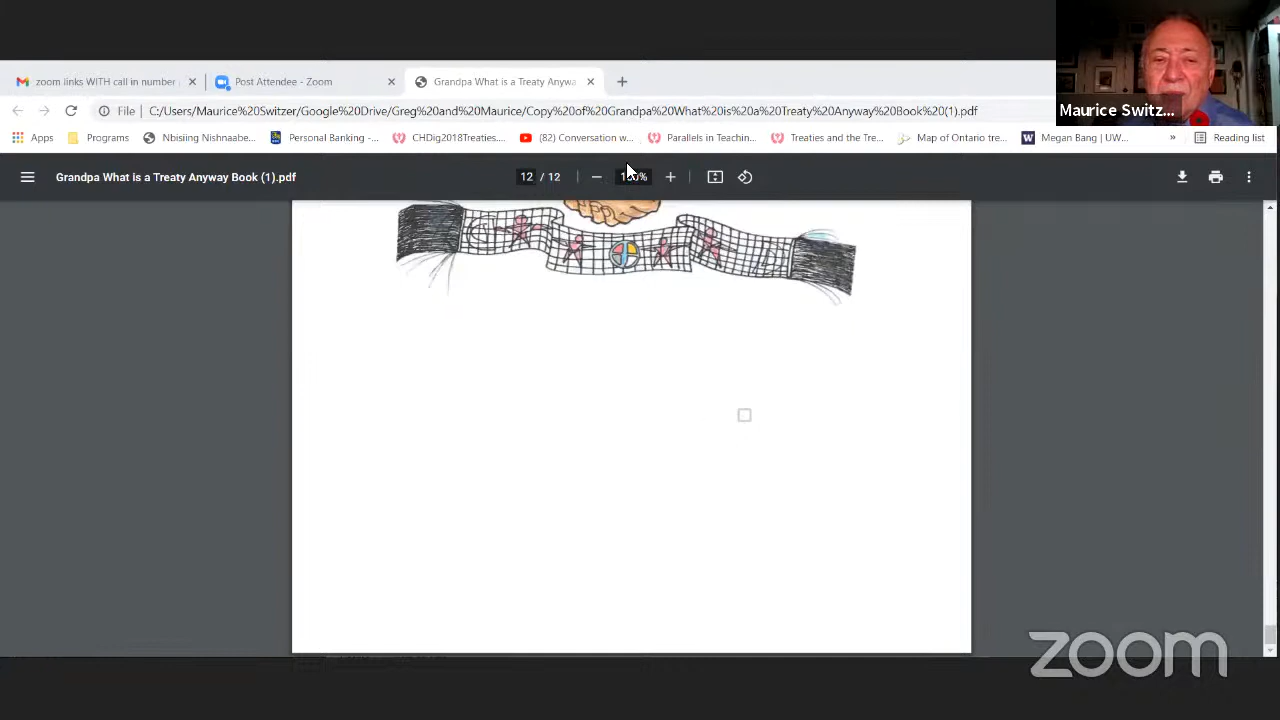 zoom links WITH call in number
Post Attendee - Zoom
Grandpa What is a Treaty Anywa
File
C:/Users/Maurice%20Switzer/Google%20Drive/Greg%20and%20Maurice/Copy%20of%20Grandpa%20What%20is%20a%20Treaty%20Anyway%20Book%20(1).pdf
Maurice Switz...
Apps
Programs
Nbisiing Nishnaabe...
Personal Banking -...
CHDig2018Treaties....
(82) Conversation w...
Parallels in Teachin...
Treaties and the Tre...
Map of Ontario tre...
Megan Bang | UW...
»
Reading list
Grandpa What is a Treaty Anyway Book (1).pdf
12 / 12
zoom